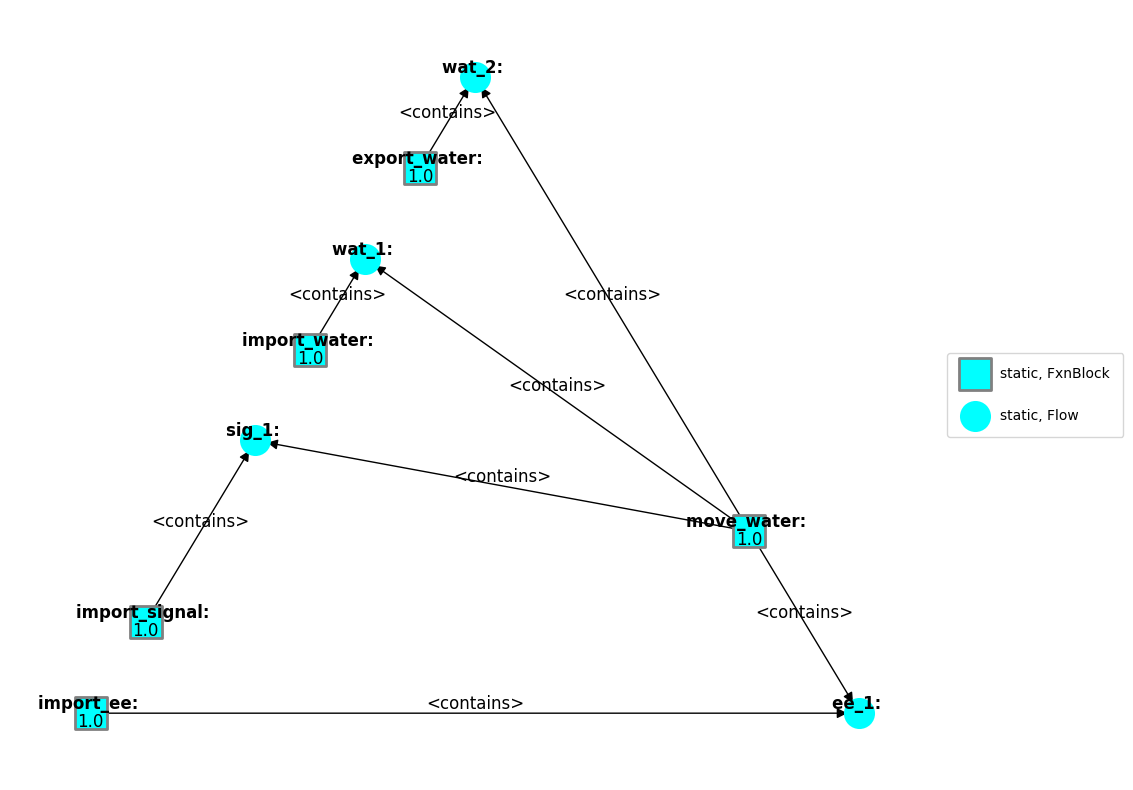 wat_2:
<contains>
export_water:
1.0
wat_1:
<contains>
<contains>
import_water:
1.0
static, FxnBlock
<contains>
static, Flow
sig_1:
<contains>
<contains>
move_water:
1.0
import_signal:
1.0
<contains>
import_ee:
1.0
<contains>
ee_1: